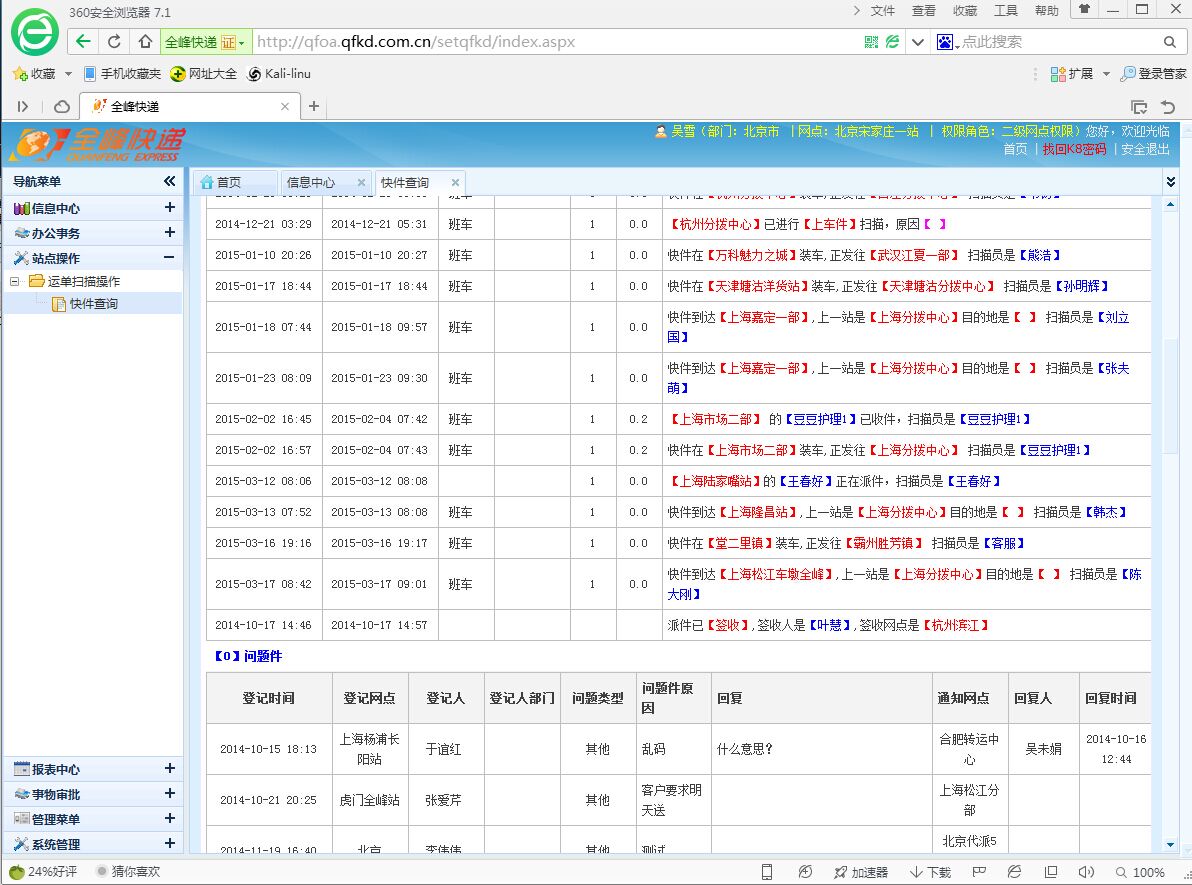 360安全浏览器 7.1
文件 查看 收藏 工具 帮助
全峰快递 证 http://qfoa.qfkd.com.cn/setqfkd/index.aspx 点此搜索
收藏 手机收藏夹 网址大全 Kali-linu 扩展 登录管家
全峰快递
全峰快递
QUANFENG EXPRESS
吴雪（部门：北京市 | 网点：北京宋家庄一站 | 权限角色：二级网点权限）您好，欢迎光临
首页 | 找回K8密码 | 安全退出
导航菜单
信息中心
办公事务
站点操作
运单扫描操作
快件查询
报表中心
事物审批
管理菜单
系统管理
首页 信息中心 快件查询
2014-12-21 03:29 2014-12-21 05:31 班车 1 0.0 【杭州分拨中心】已进行【上车件】扫描，原因【 】
2015-01-10 20:26 2015-01-10 20:27 班车 1 0.0 快件在【万科魅力之城】装车,正发往【武汉江夏一部】 扫描员是【熊浩】
2015-01-17 18:44 2015-01-17 18:44 班车 1 0.0 快件在【天津塘沽洋货站】装车,正发往【天津塘沽分拨中心】 扫描员是【孙明辉】
2015-01-18 07:44 2015-01-18 09:57 班车 1 0.0 快件到达【上海嘉定一部】,上一站是【上海分拨中心】目的地是【 】 扫描员是【刘立
国】
2015-01-23 08:09 2015-01-23 09:30 班车 1 0.0 快件到达【上海嘉定一部】,上一站是【上海分拨中心】目的地是【 】 扫描员是【张夫
萌】
2015-02-02 16:45 2015-02-04 07:42 班车 1 0.2 【上海市场二部】 的【豆豆护理1】已收件，扫描员是【豆豆护理1】
2015-02-02 16:57 2015-02-04 07:43 班车 1 0.2 快件在【上海市场二部】装车,正发往【上海分拨中心】 扫描员是【豆豆护理1】
2015-03-12 08:06 2015-03-12 08:08 1 0.0 【上海陆家嘴站】的【王春好】正在派件，扫描员是【王春好】
2015-03-13 07:52 2015-03-13 08:08 班车 1 0.0 快件到达【上海隆昌站】,上一站是【上海分拨中心】目的地是【 】 扫描员是【韩杰】
2015-03-16 19:16 2015-03-16 19:17 班车 1 0.0 快件在【堂二里镇】装车,正发往【霸州胜芳镇】 扫描员是【客服】
2015-03-17 08:42 2015-03-17 09:01 班车 1 0.0 快件到达【上海松江车墩全峰】,上一站是【上海分拨中心】目的地是【 】 扫描员是【陈
大刚】
2014-10-17 14:46 2014-10-17 14:57 派件已【签收】,签收人是【叶慧】,签收网点是【杭州滨江】
【0】问题件
登记时间 登记网点 登记人 登记人部门 问题类型 问题件原因 回复 通知网点 回复人 回复时间
2014-10-15 18:13 上海杨浦长阳站 于谊红 其他 乱码 什么意思？ 合肥转运中心 吴未娟 2014-10-16 12:44
2014-10-21 20:25 虎门全峰站 张爱芹 其他 客户要求明天送 上海松江分部
2014-11-19 16:40 北京 李伟伟 其他 测试 北京代派5
24%好评 猜你喜欢 加速器 下载 100%